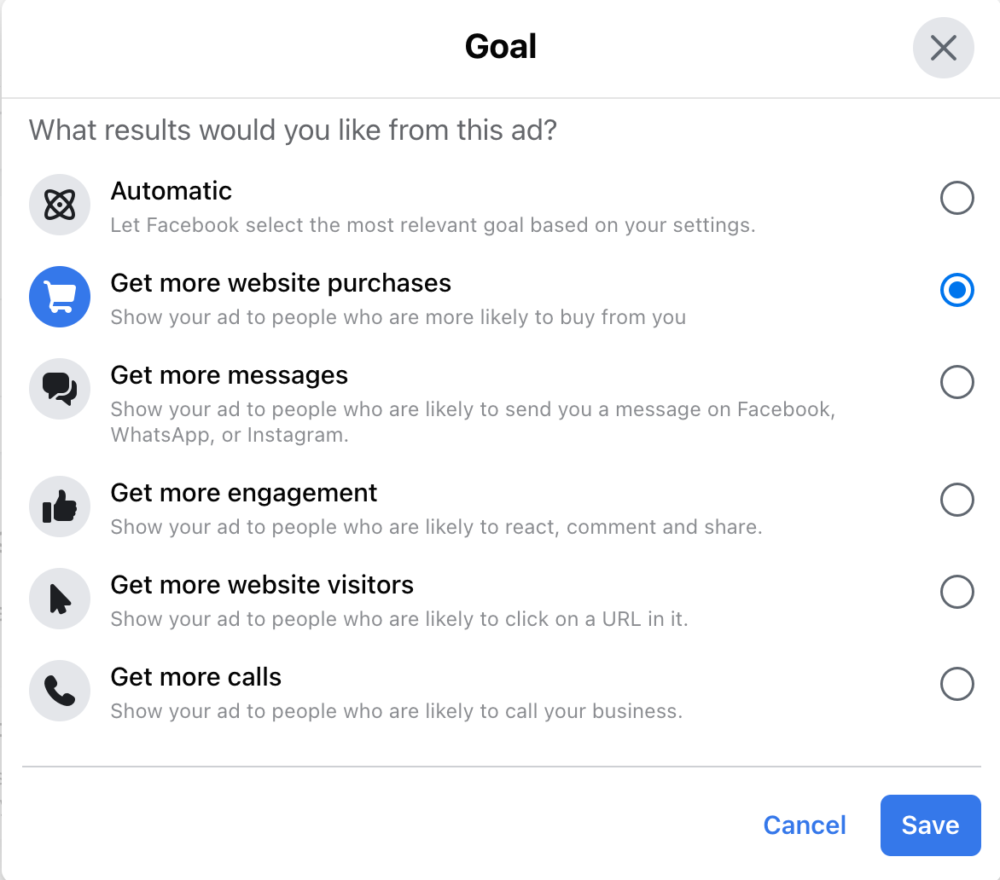 Goal
What results would you like from this ad?
Automatic
Let Facebook select the most relevant goal based on your settings.
Get more website purchases
Show your ad to people who are more likely to buy from you
Get more messages
Show your ad to people who are likely to send you a message on Facebook,
WhatsApp, or Instagram.
Get more engagement
Show your ad to people who are likely to react, comment and share.
Get more website visitors
Show your ad to people who are likely to click on a URL in it.
Get more calls
Show your ad to people who are likely to call your business.
Cancel
Save